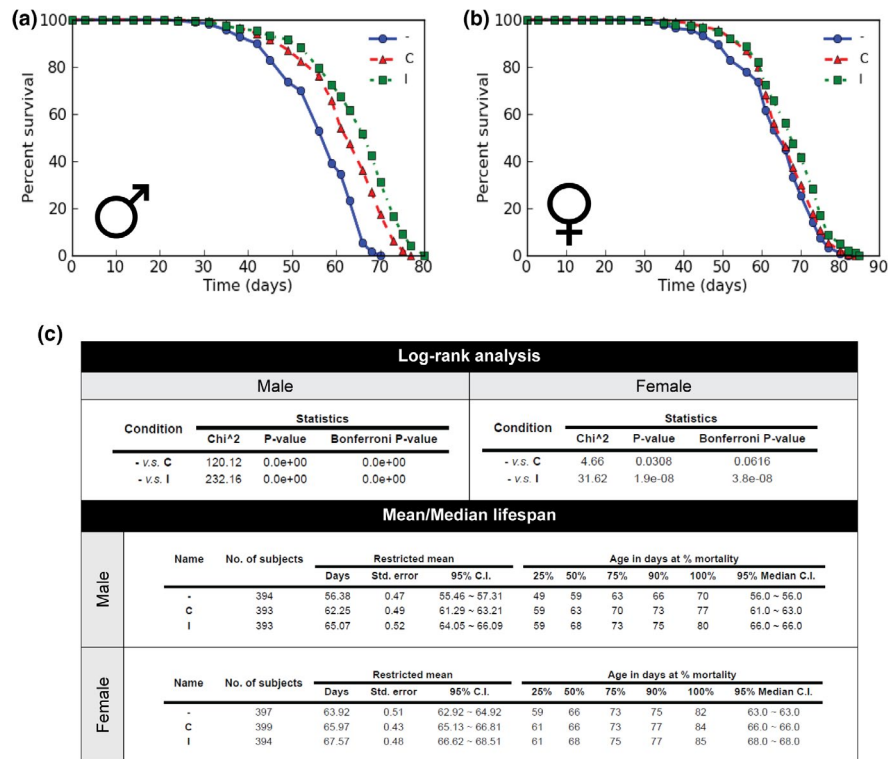 (a)
100
80
60
40
20
0
Percent survival
0 10 20 30 40 50 60 70 80
Time (days)
-
C
I
(b)
100
80
60
40
20
0
Percent survival
0 10 20 30 40 50 60 70 80 90
Time (days)
-
C
I
(c)
Log-rank analysis
Male Female
Condition Statistics
Chi^2 P-value Bonferroni P-value
- v.s. C 120.12 0.0e+00 0.0e+00
- v.s. I 232.16 0.0e+00 0.0e+00
Condition Statistics
Chi^2 P-value Bonferroni P-value
- v.s. C 4.66 0.0308 0.0616
- v.s. I 31.62 1.9e-08 3.8e-08
Mean/Median lifespan
Male
Name No. of subjects Restricted mean Age in days at % mortality
Days Std. error 95% C.I. 25% 50% 75% 90% 100% 95% Median C.I.
- 394 56.38 0.47 55.46 ~ 57.31 49 59 63 66 70 56.0 ~ 56.0
C 393 62.25 0.49 61.29 ~ 63.21 59 63 70 73 77 61.0 ~ 63.0
I 393 65.07 0.52 64.05 ~ 66.09 59 68 73 75 80 66.0 ~ 66.0
Female
Name No. of subjects Restricted mean Age in days at % mortality
Days Std. error 95% C.I. 25% 50% 75% 90% 100% 95% Median C.I.
- 397 63.92 0.51 62.92 ~ 64.92 59 66 73 75 82 63.0 ~ 63.0
C 399 65.97 0.43 65.13 ~ 66.81 61 66 73 77 84 66.0 ~ 66.0
I 394 67.57 0.48 66.62 ~ 68.51 61 68 75 77 85 68.0 ~ 68.0